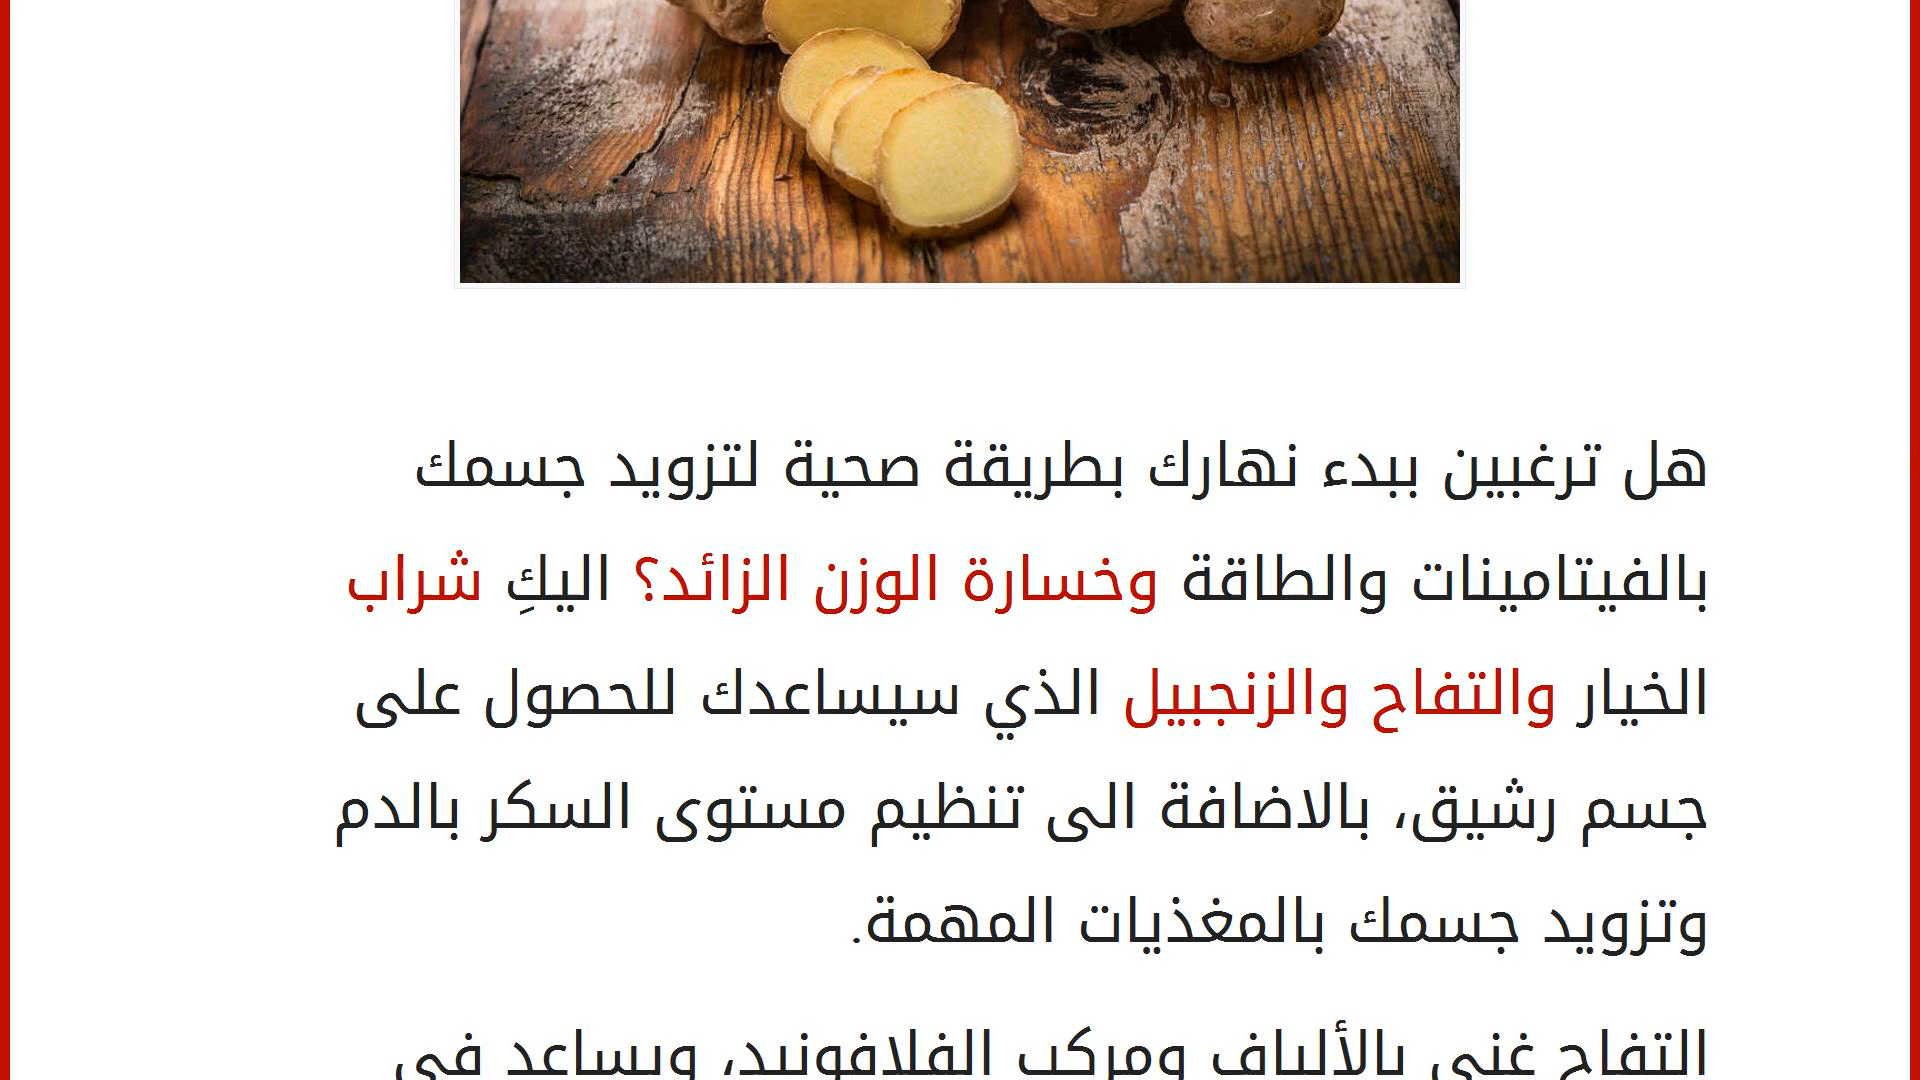 هل ترغبين ببدء نهارك بطريقة صحية لتزويد جسمك
بالفيتامينات والطاقة وخسارة الوزن الزائد؟ اليكِ شراب
الخيار والتفاح والزنجبيل الذي سيساعدك للحصول على
جسم رشيق، بالاضافة الى تنظيم مستوى السكر بالدم
وتزويد جسمك بالمغذيات المهمة.
التفاح غني بالألياف ومركب الفلافونيد، ويساعد في